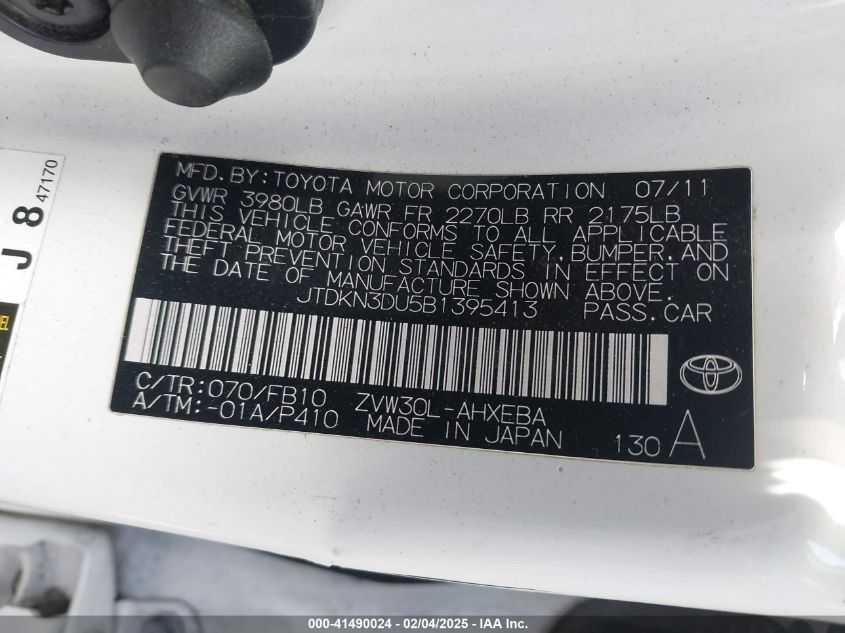 J 8 47170
MFD. BY: TOYOTA MOTOR CORPORATION 07/11
GVWR 3980LB GAWR FR 2270LB RR 2175LB
THIS VEHICLE CONFORMS TO ALL APPLICABLE
FEDERAL MOTOR VEHICLE SAFETY, BUMPER, AND
THEFT PREVENTION STANDARDS IN EFFECT ON
THE DATE OF MANUFACTURE SHOWN ABOVE.
JTDKN3DU5B1395413 PASS.CAR
C/TR: 070/FB10 ZVW30L-AHXEBA
A/TM: -01A/P410 MADE IN JAPAN 130 A
000-41490024 - 02/04/2025 - IAAI.com